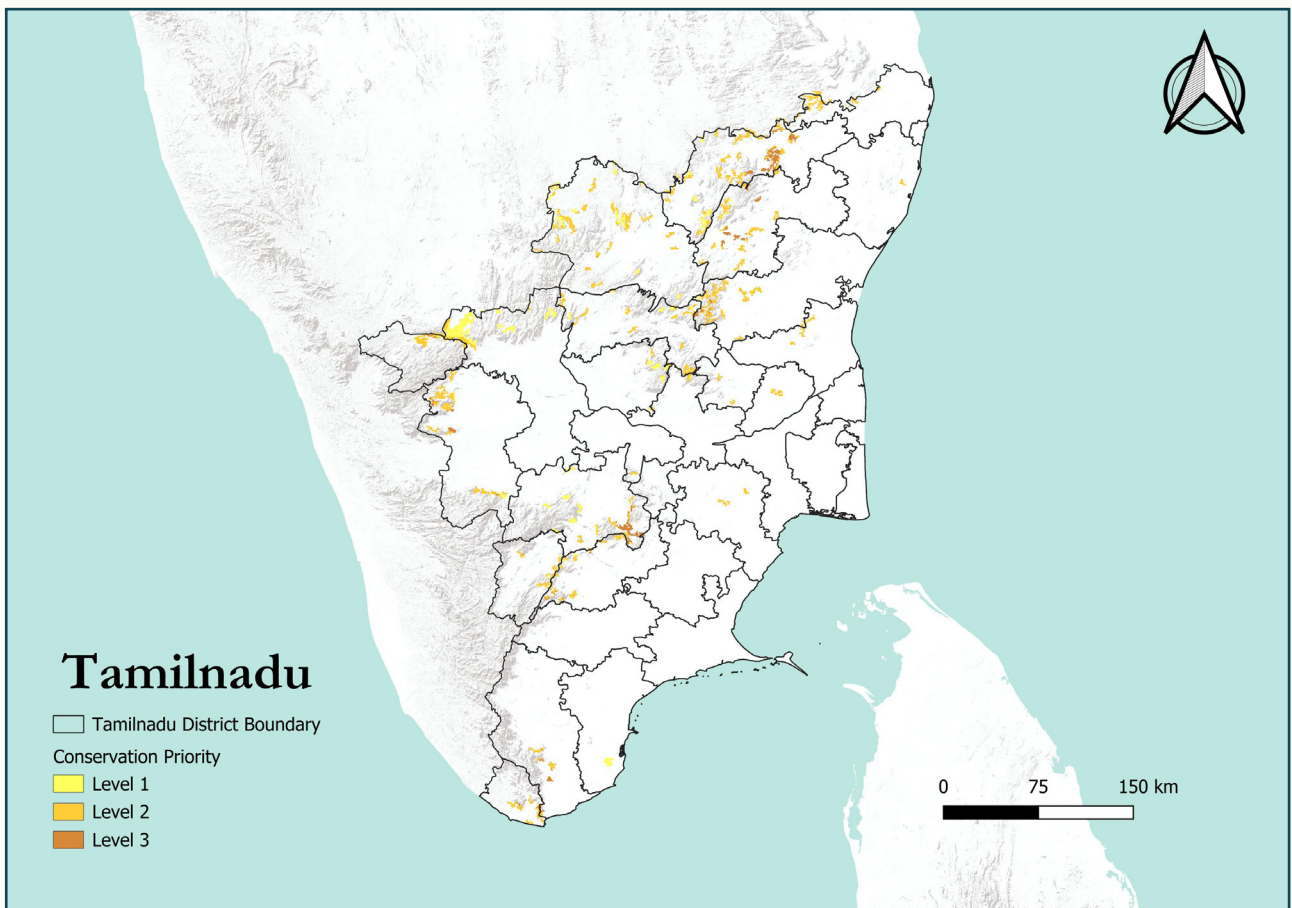 Tamilnadu
Tamilnadu District Boundary
Conservation Priority
Level 1
Level 2
Level 3
0 75 150 km